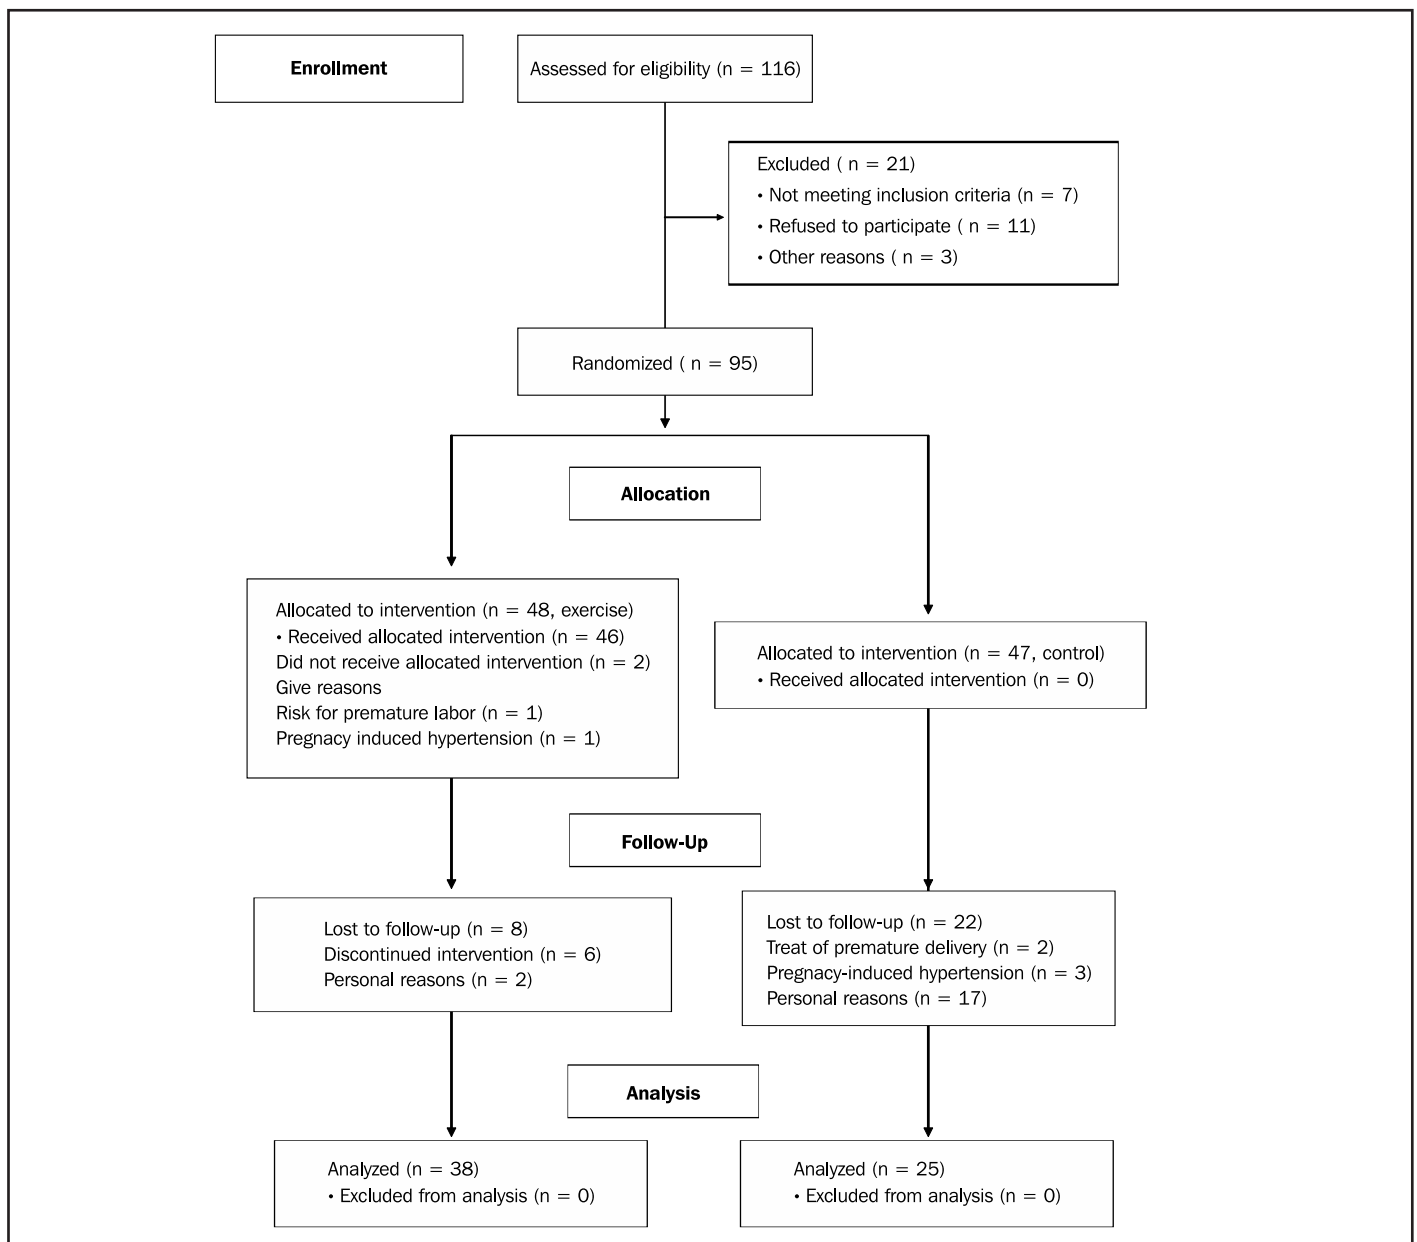 Enrollment
Assessed for eligibility (n = 116)
Excluded ( n = 21)
• Not meeting inclusion criteria (n = 7)
• Refused to participate ( n = 11)
• Other reasons ( n = 3)
Randomized ( n = 95)
Allocation
Allocated to intervention (n = 48, exercise)
• Received allocated intervention (n = 46)
Did not receive allocated intervention (n = 2)
Give reasons
Risk for premature labor (n = 1)
Pregnacy induced hypertension (n = 1)
Allocated to intervention (n = 47, control)
• Received allocated intervention (n = 0)
Follow-Up
Lost to follow-up (n = 8)
Discontinued intervention (n = 6)
Personal reasons (n = 2)
Lost to follow-up (n = 22)
Treat of premature delivery (n = 2)
Pregnancy-induced hypertension (n = 3)
Personal reasons (n = 17)
Analysis
Analyzed (n = 38)
• Excluded from analysis (n = 0)
Analyzed (n = 25)
• Excluded from analysis (n = 0)